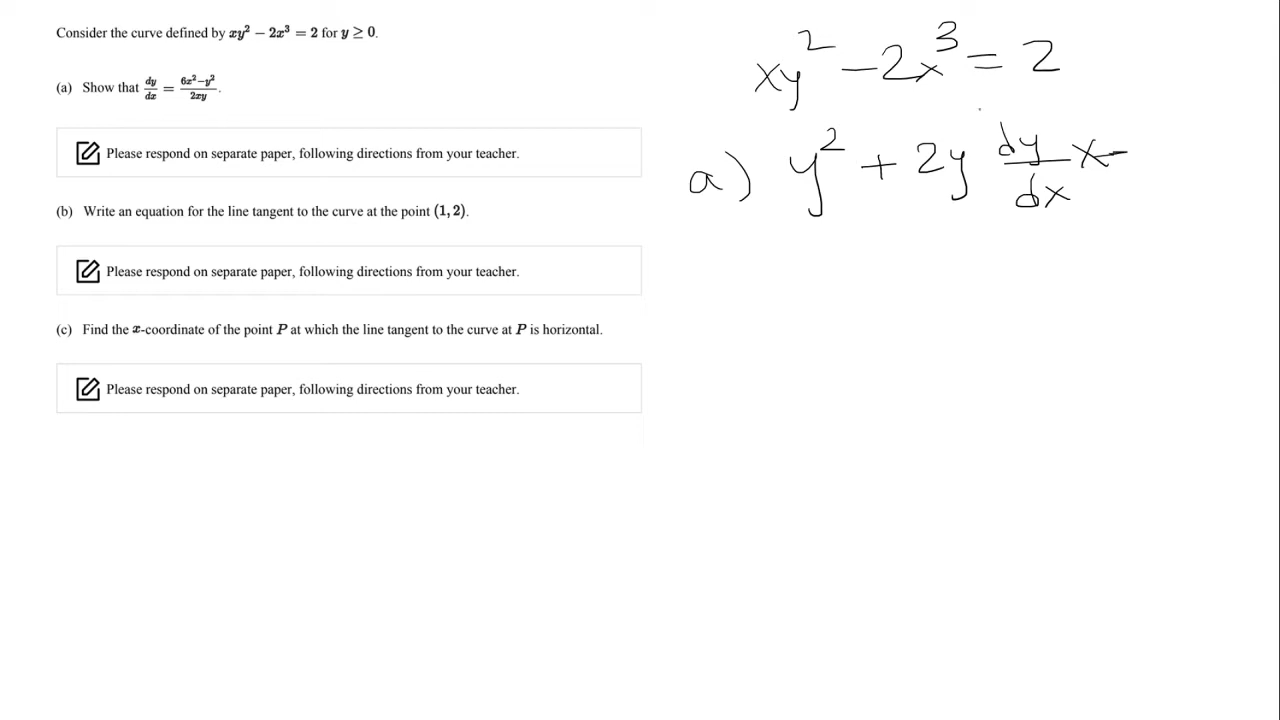 Consider the curve defined by xy² − 2x³ = 2 for y ≥ 0.
(a) Show that dy/dx = (6x²−y²)/(2xy).
Please respond on separate paper, following directions from your teacher.
(b) Write an equation for the line tangent to the curve at the point (1, 2).
Please respond on separate paper, following directions from your teacher.
(c) Find the x-coordinate of the point P at which the line tangent to the curve at P is horizontal.
Please respond on separate paper, following directions from your teacher.
xy² − 2x³ = 2
a) y² + 2y dy/dx x −